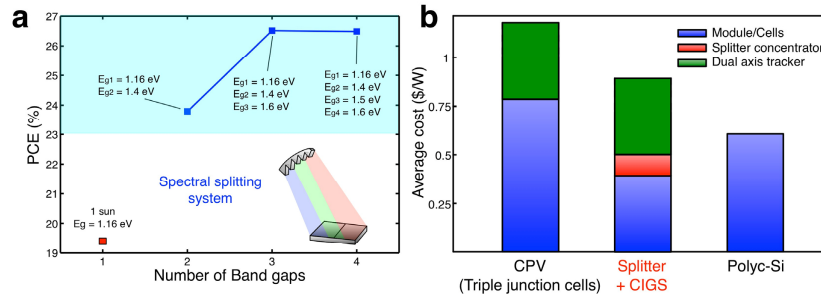 a
PCE (%)
27
26
25
24
23
22
21
20
19
Eg1 = 1.16 eV
Eg2 = 1.4 eV
Eg1 = 1.16 eV
Eg2 = 1.4 eV
Eg3 = 1.6 eV
Eg1 = 1.16 eV
Eg2 = 1.4 eV
Eg3 = 1.5 eV
Eg4 = 1.6 eV
Spectral splitting
system
1 sun
Eg = 1.16 eV
1 2 3 4
Number of Band gaps
b
Average cost ($/W)
1
0.75
0.5
0.25
Module/Cells
Splitter concentrator
Dual axis tracker
CPV
(Triple junction cells)
Splitter
+ CIGS
Polyc-Si